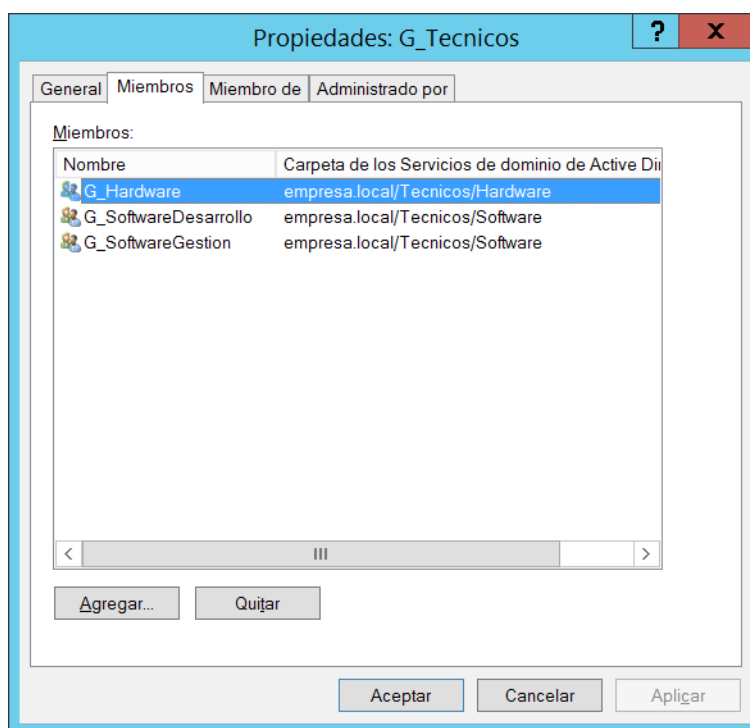 Propiedades: G_Tecnicos ? X
General Miembros Miembro de Administrado por
Miembros:
Nombre Carpeta de los Servicios de dominio de Active Dir
G_Hardware empresa.local/Tecnicos/Hardware
G_SoftwareDesarrollo empresa.local/Tecnicos/Software
G_SoftwareGestion empresa.local/Tecnicos/Software
Agregar... Quitar
Aceptar Cancelar Aplicar